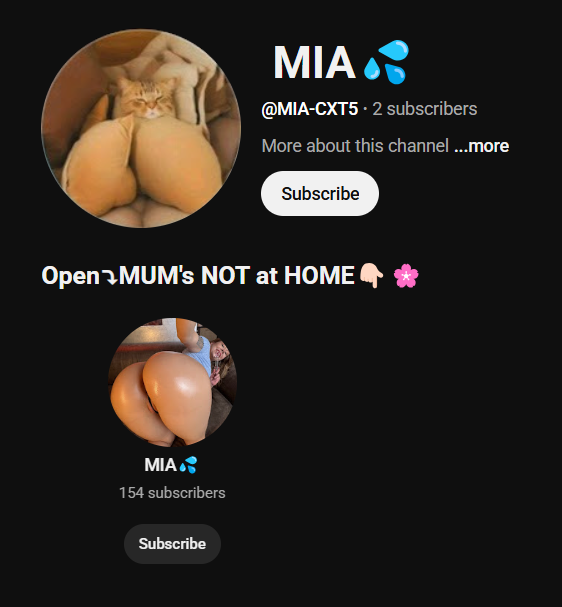 MIA💦
@MIA-CXT5 · 2 subscribers
More about this channel ...more
Subscribe
Open⤵MUM's NOT at HOME👇🏻 🌸
MIA💦
154 subscribers
Subscribe